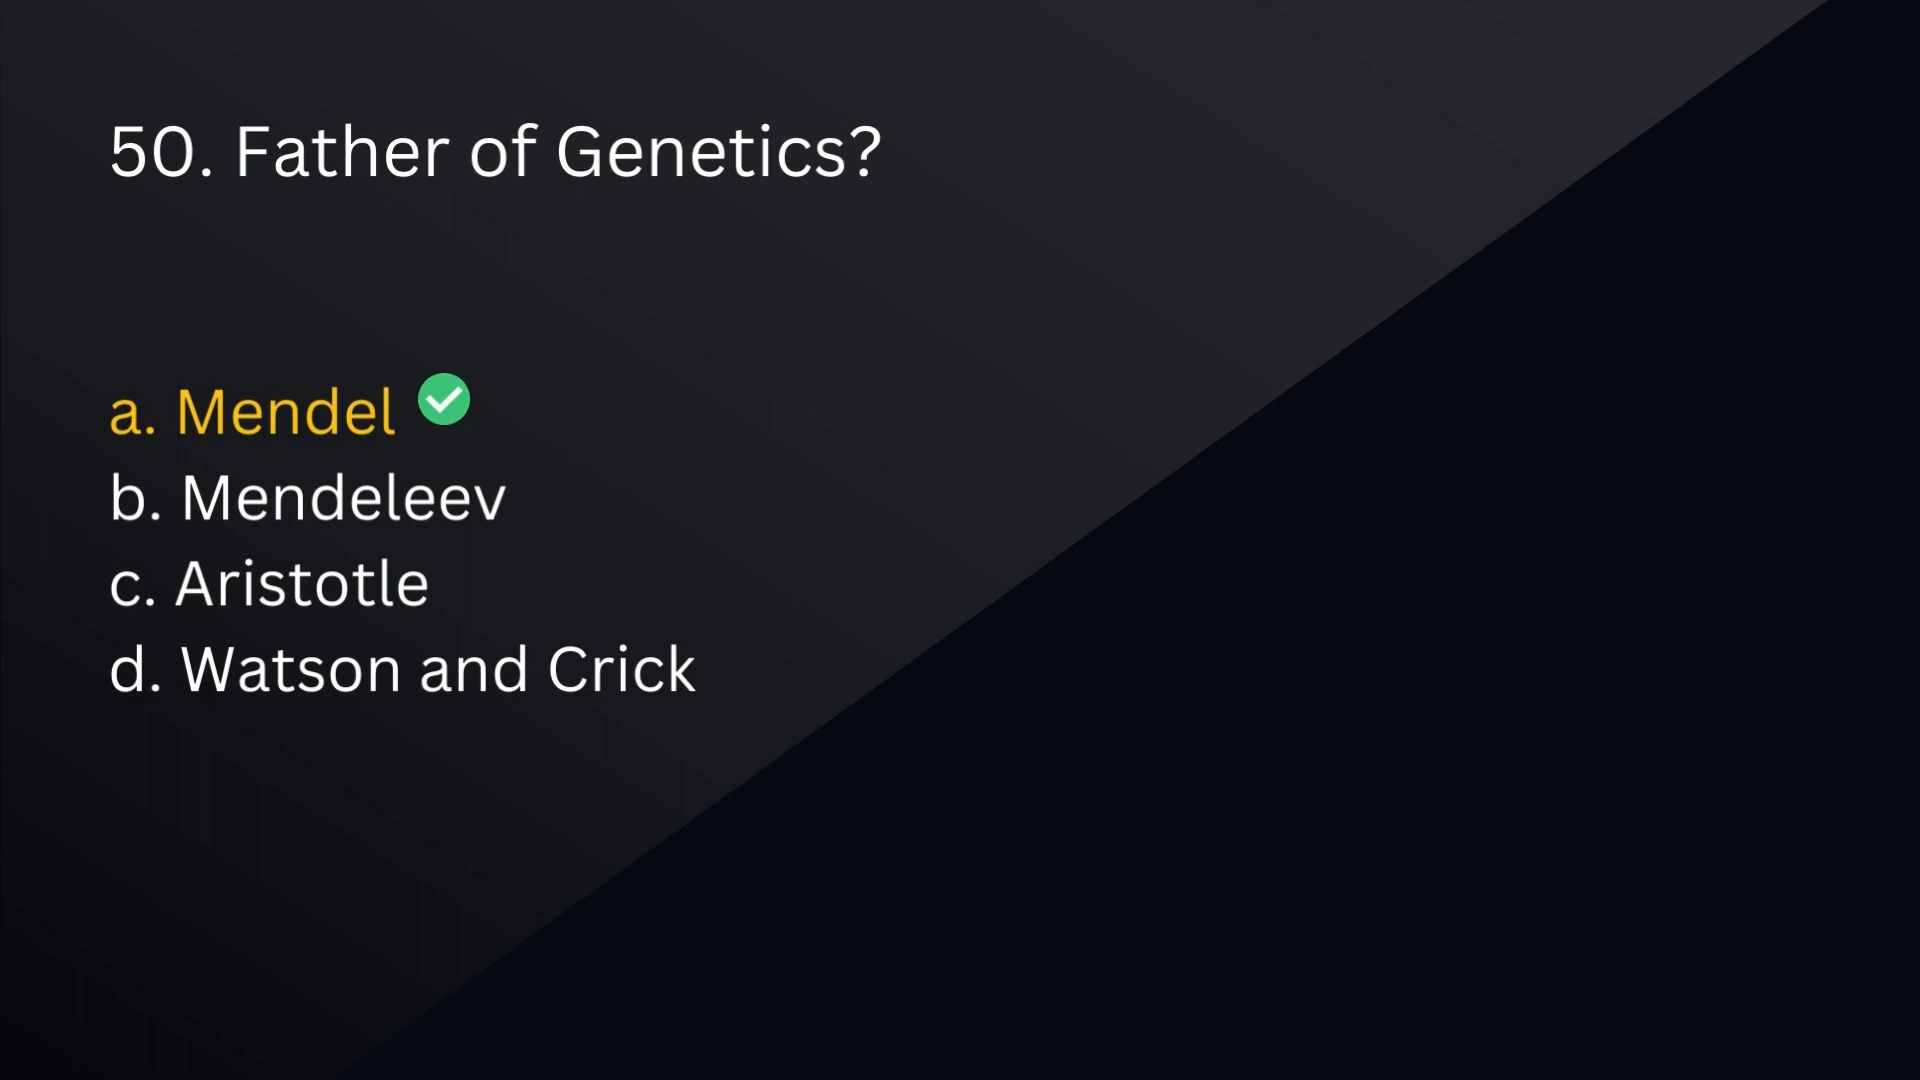 50. Father of Genetics?
a. Mendel
b. Mendeleev
c. Aristotle
d. Watson and Crick